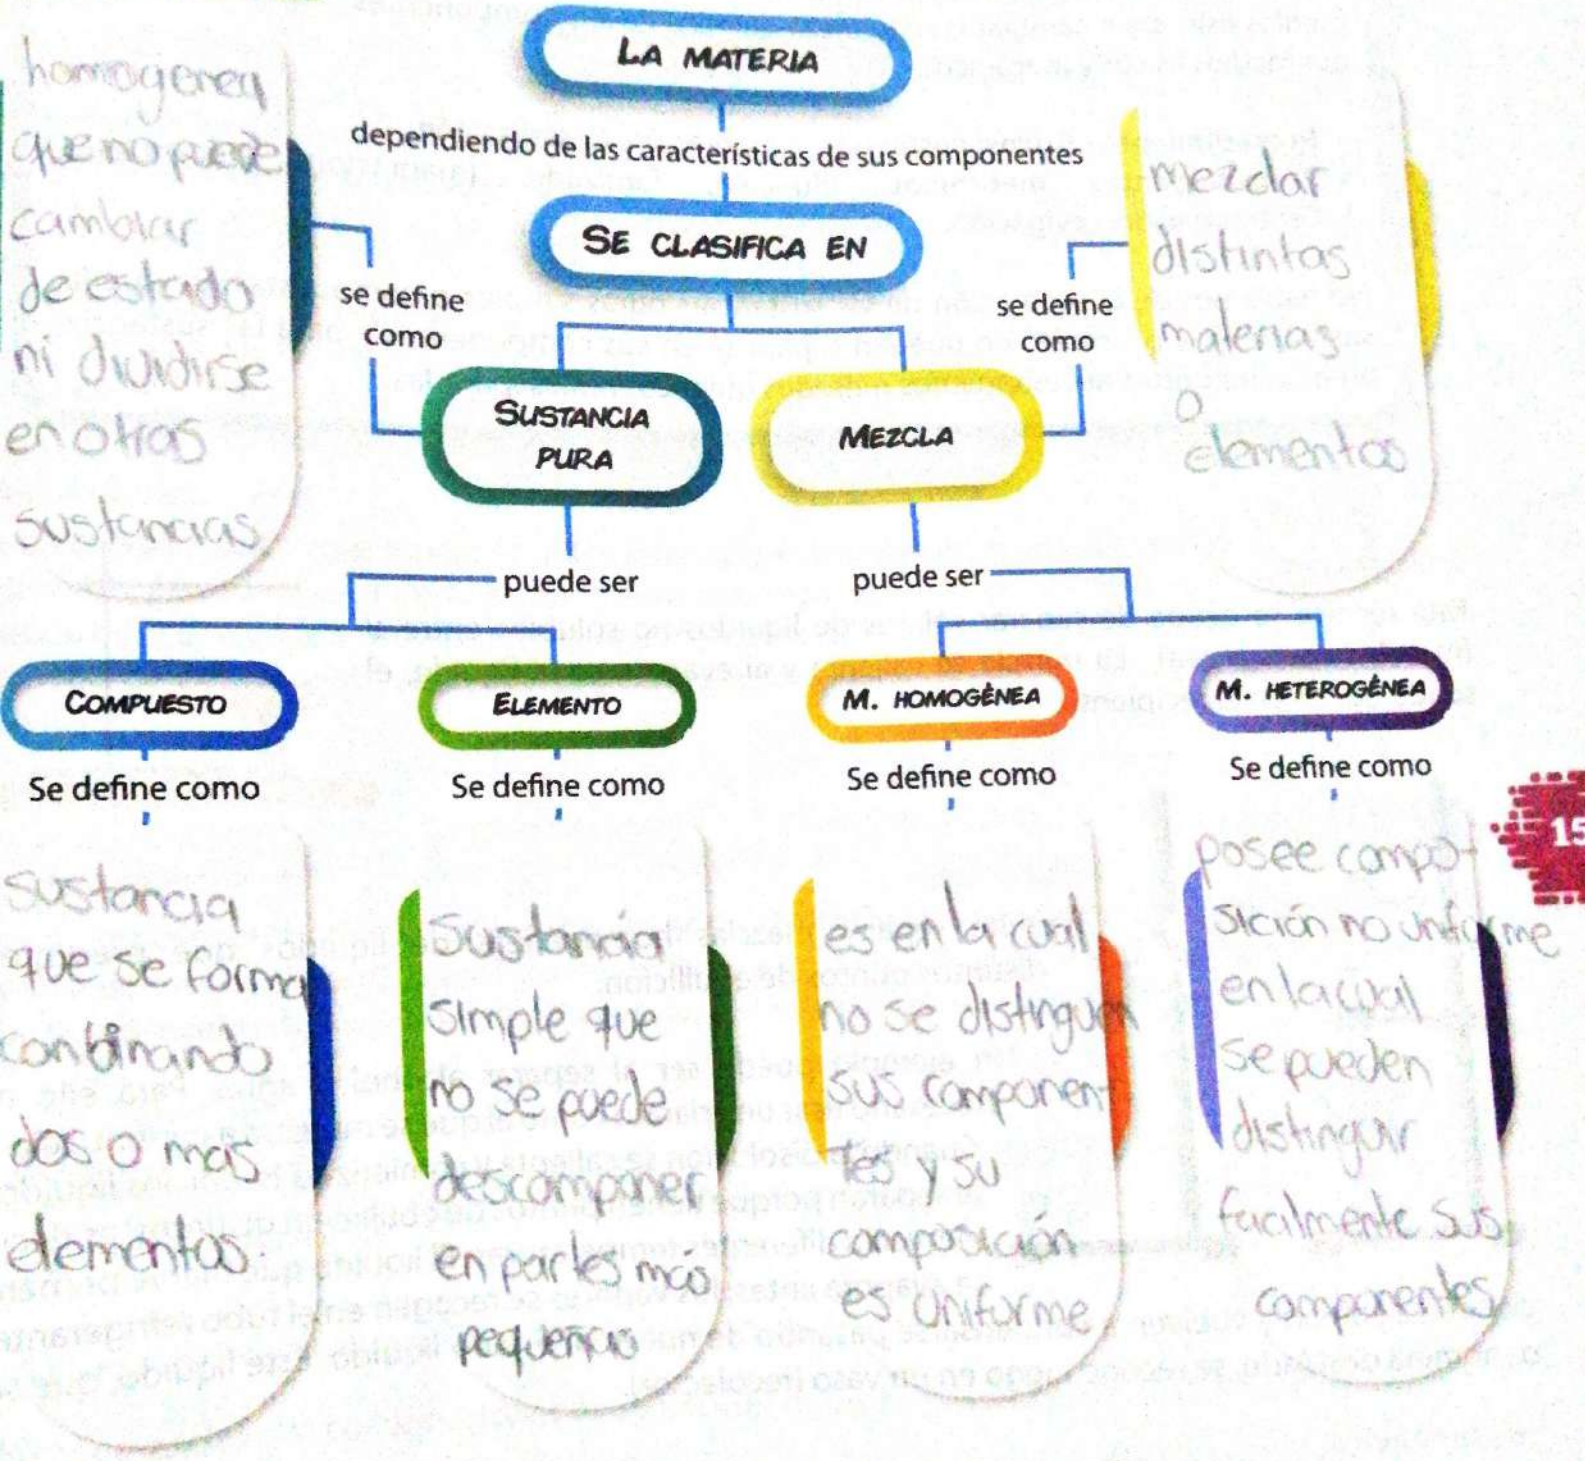 LA MATERIA
dependiendo de las características de sus componentes
SE CLASIFICA EN
homogenea
que no puede
cambiar
de estado
ni dividirse
en otras
sustancias
se define
como
SUSTANCIA
PURA
se define
como
MEZCLA
mezclar
distintas
materias
o
elementos
puede ser
puede ser
COMPUESTO
ELEMENTO
M. HOMOGÉNEA
M. HETEROGÉNEA
Se define como
Se define como
Se define como
Se define como
sustancia
que se forma
conbinando
dos o mas
elementos.
Sustancia
simple que
no se puede
descomponer
en partes mas
pequeñas
es en la cual
no se distinguen
sus component
tes y su
composición
es uniforme
posee compo-
sición no uniforme
en la cual
se pueden
distinguir
facilmente sus
componentes
15